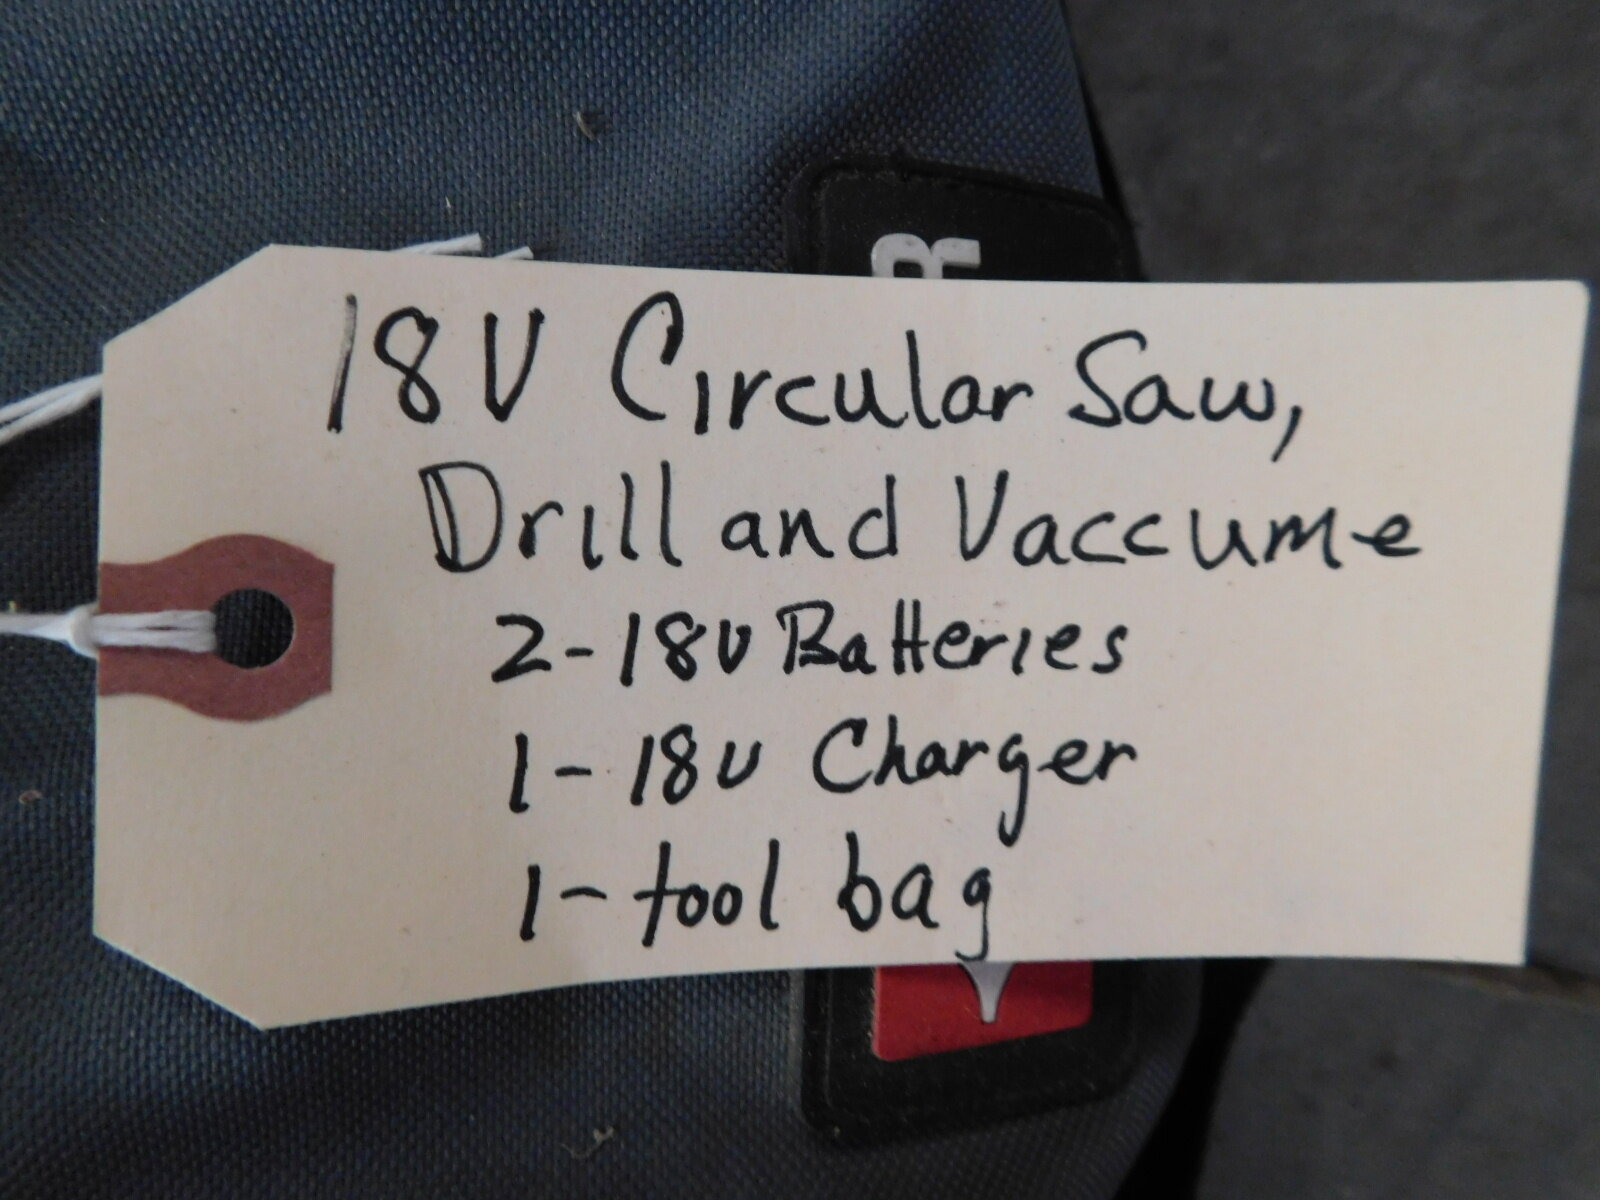 R
18V Circular Saw,
Drill and Vaccume
2-18V Batteries
1-18V Charger
1-tool bag